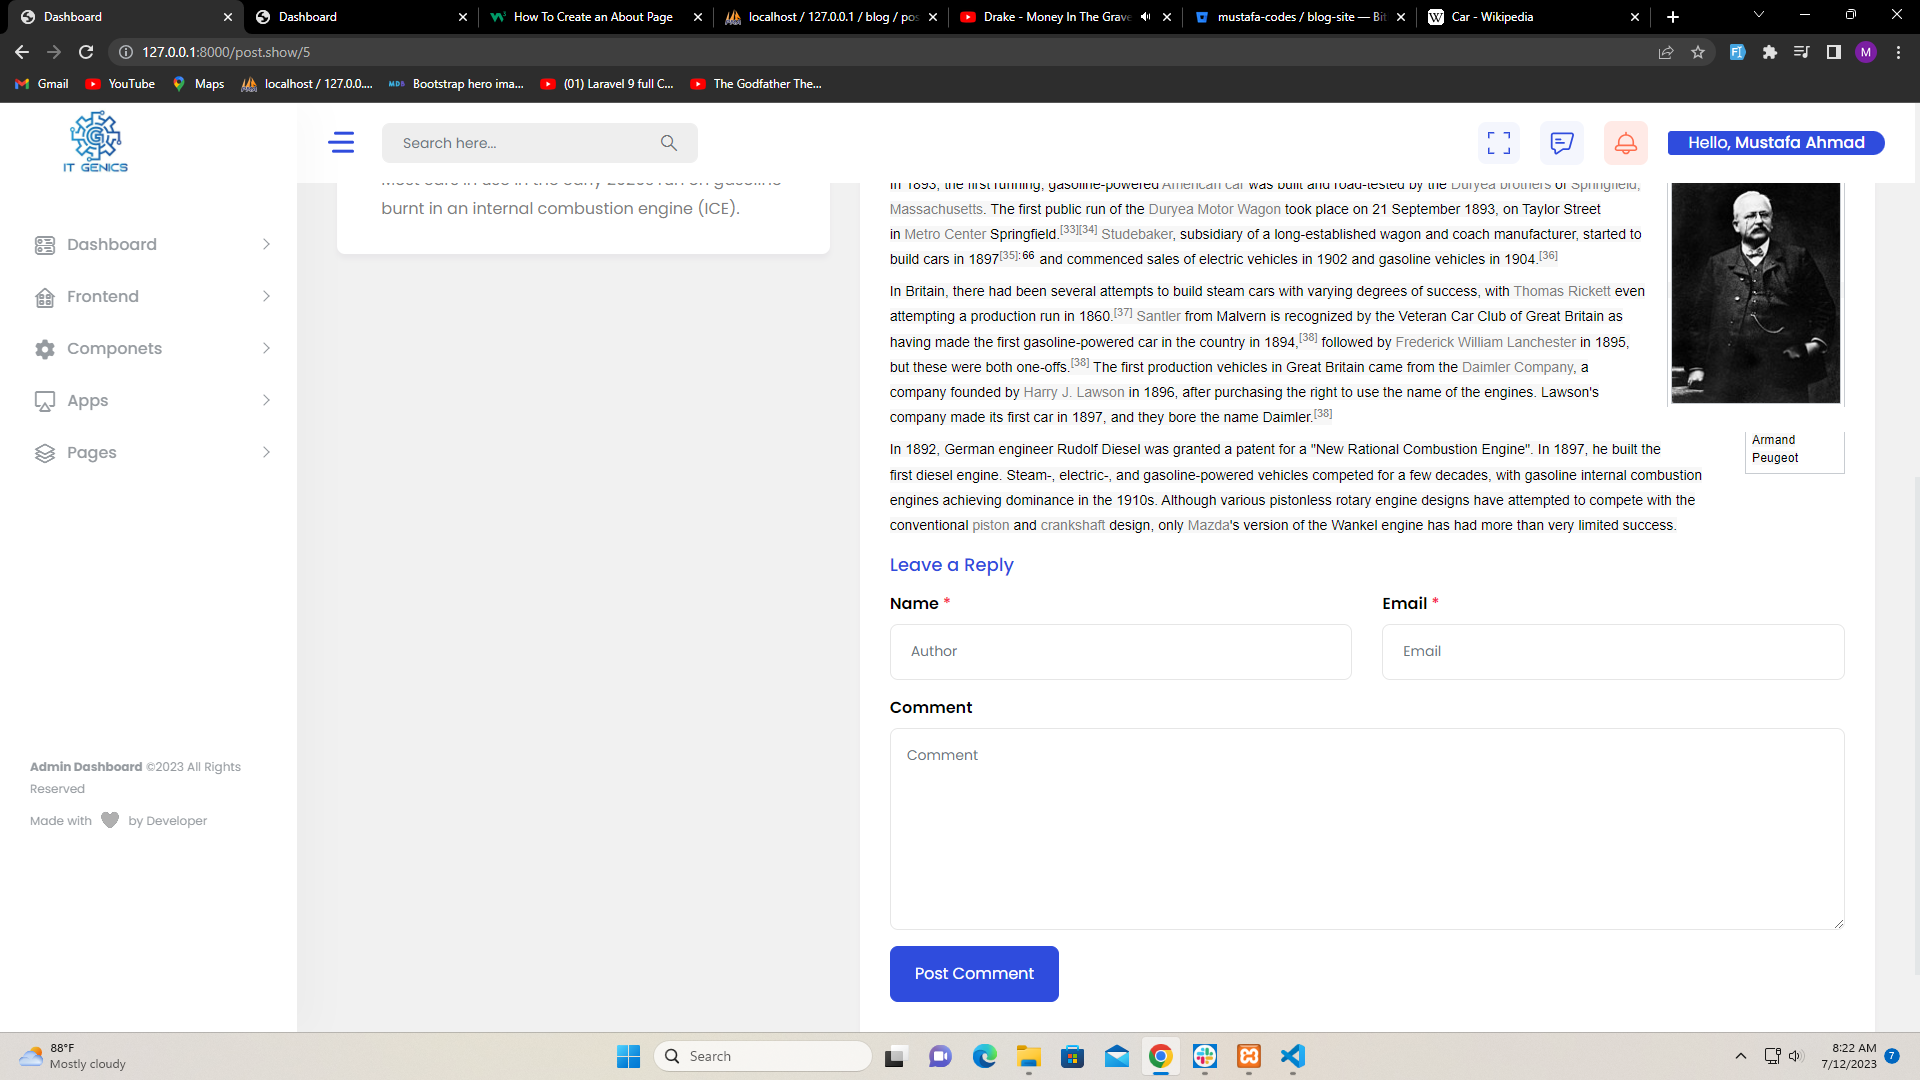 Dashboard
Dashboard
How To Create an About Page
localhost / 127.0.0.1 / blog / pos
Drake - Money In The Grave
mustafa-codes / blog-site — Bit
Car - Wikipedia
127.0.0.1:8000/post.show/5
M
Gmail
YouTube
Maps
localhost / 127.0.0....
MDB
Bootstrap hero ima...
(01) Laravel 9 full C...
The Godfather The...
IT GENICS
Search here...
Hello, Mustafa Ahmad
Dashboard
Frontend
Componets
Apps
Pages
Admin Dashboard ©2023 All Rights
Reserved
Made with by Developer
Most cars in use in the early 2020s run on gasoline
burnt in an internal combustion engine (ICE).
In 1893, the first running, gasoline-powered American car was built and road-tested by the Duryea brothers of Springfield,
Massachusetts. The first public run of the Duryea Motor Wagon took place on 21 September 1893, on Taylor Street
in Metro Center Springfield.[33][34] Studebaker, subsidiary of a long-established wagon and coach manufacturer, started to
build cars in 1897[35]:66 and commenced sales of electric vehicles in 1902 and gasoline vehicles in 1904.[36]
In Britain, there had been several attempts to build steam cars with varying degrees of success, with Thomas Rickett even
attempting a production run in 1860.[37] Santler from Malvern is recognized by the Veteran Car Club of Great Britain as
having made the first gasoline-powered car in the country in 1894,[38] followed by Frederick William Lanchester in 1895,
but these were both one-offs.[38] The first production vehicles in Great Britain came from the Daimler Company, a
company founded by Harry J. Lawson in 1896, after purchasing the right to use the name of the engines. Lawson's
company made its first car in 1897, and they bore the name Daimler.[38]
Armand
Peugeot
In 1892, German engineer Rudolf Diesel was granted a patent for a "New Rational Combustion Engine". In 1897, he built the
first diesel engine. Steam-, electric-, and gasoline-powered vehicles competed for a few decades, with gasoline internal combustion
engines achieving dominance in the 1910s. Although various pistonless rotary engine designs have attempted to compete with the
conventional piston and crankshaft design, only Mazda's version of the Wankel engine has had more than very limited success.
Leave a Reply
Name *
Email *
Author
Email
Comment
Comment
Post Comment
88°F
Mostly cloudy
Search
8:22 AM
7/12/2023
7